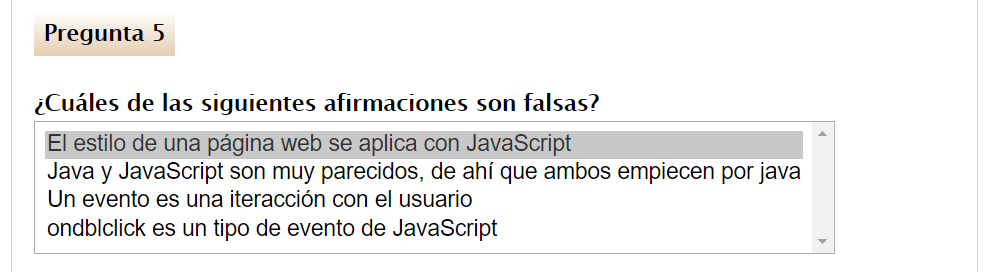 Pregunta 5
¿Cuáles de las siguientes afirmaciones son falsas?
El estilo de una página web se aplica con JavaScript
Java y JavaScript son muy parecidos, de ahí que ambos empiecen por java
Un evento es una iteracción con el usuario
ondblclick es un tipo de evento de JavaScript